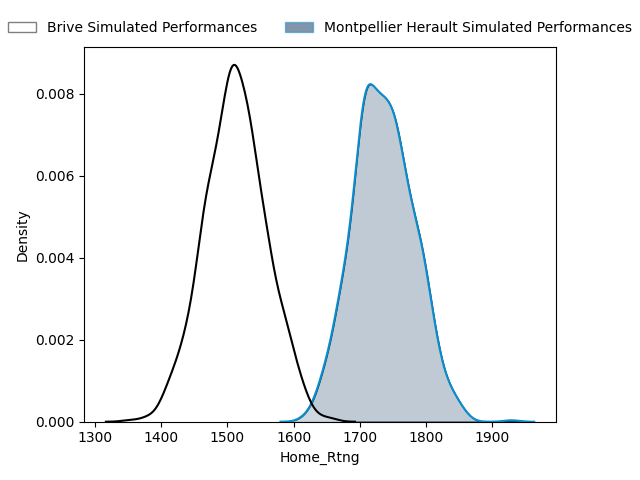 Brive Simulated Performances Montpellier Herault Simulated Performances
0.008
0.006
0.004
0.002
0.000
Density
1300 1400 1500 1600 1700 1800 1900
Home_Rtng